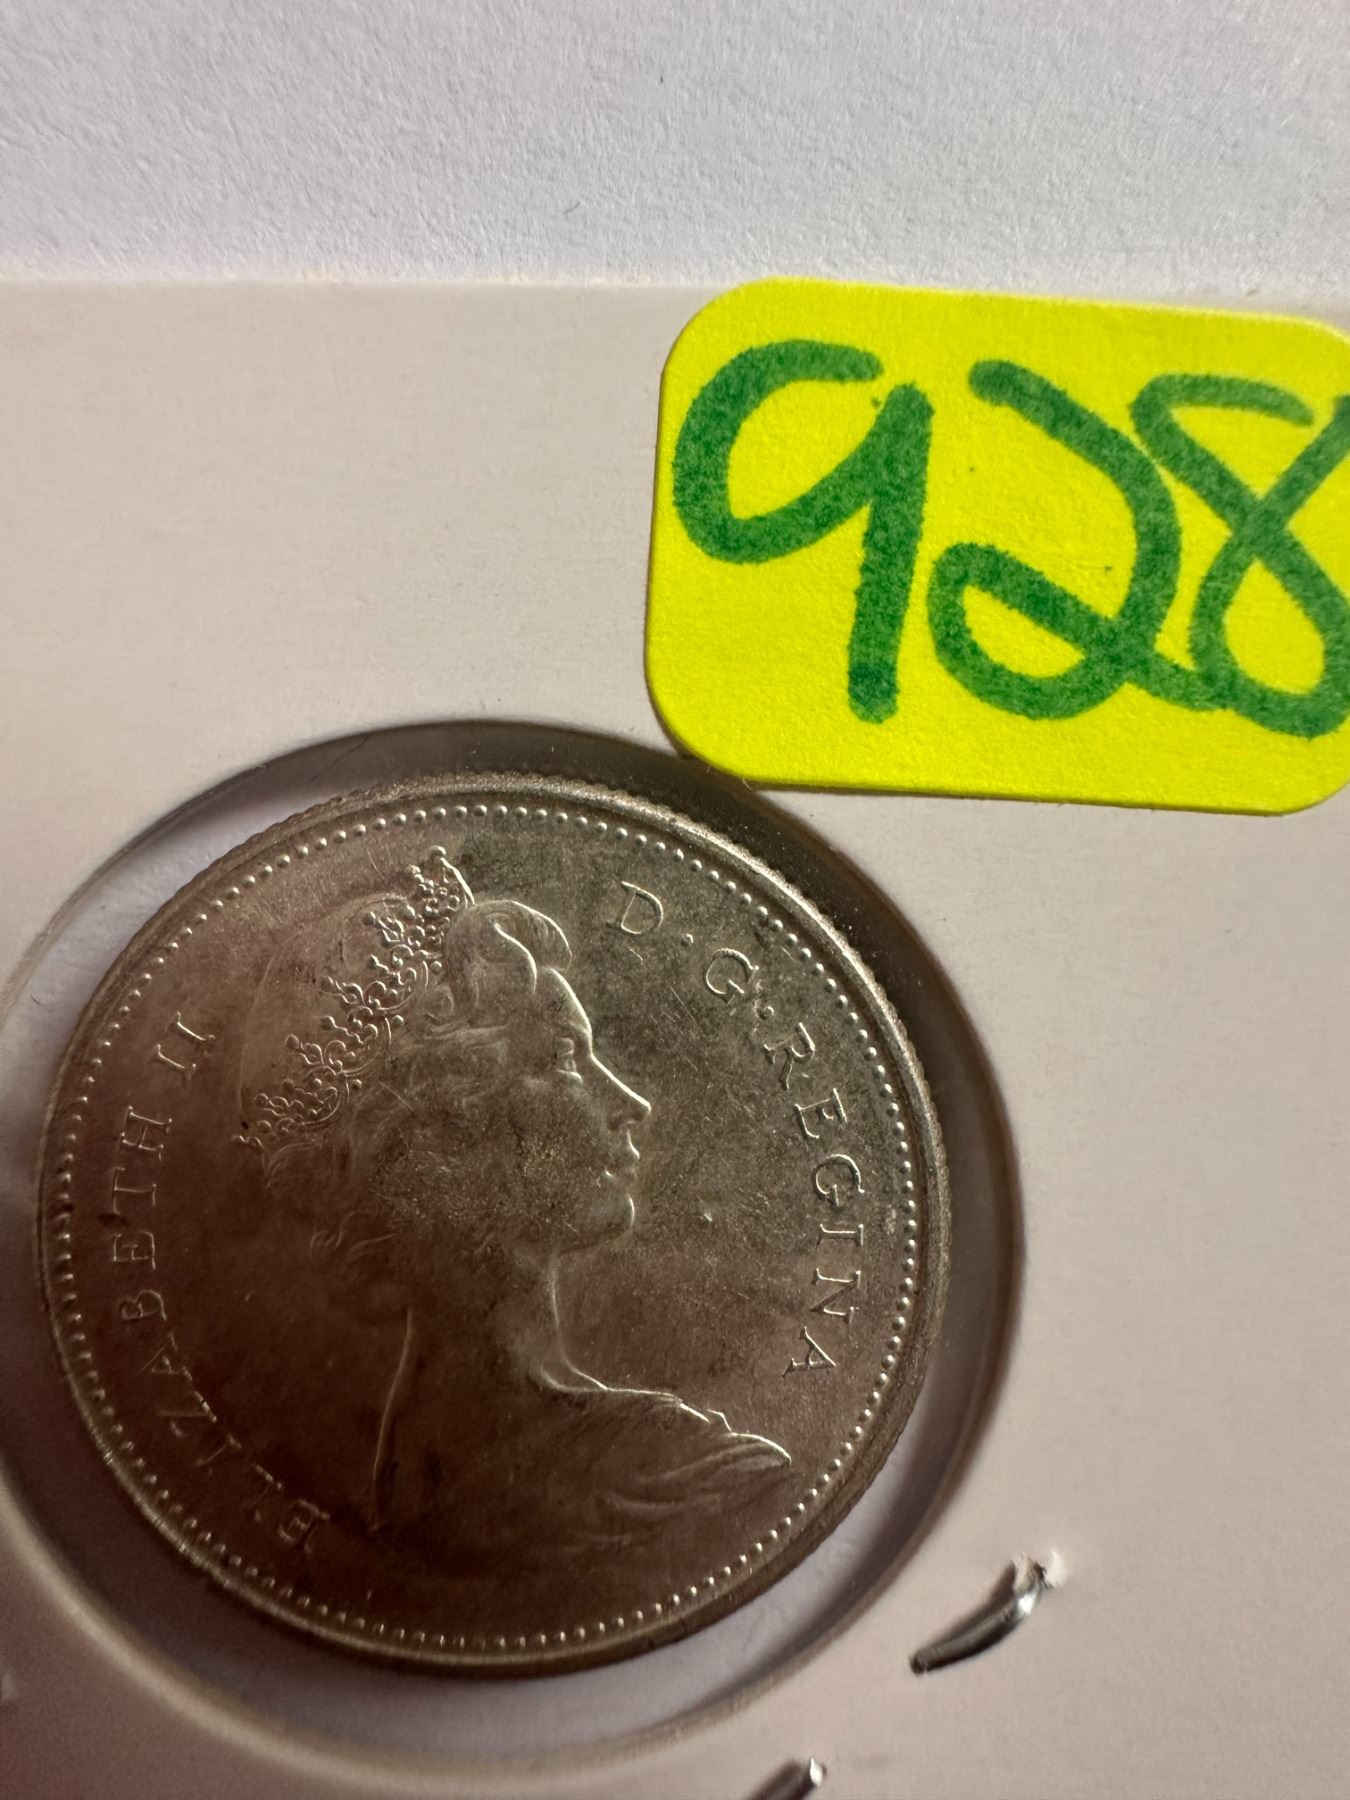 928
ELIZABETH II D·G·REGINA